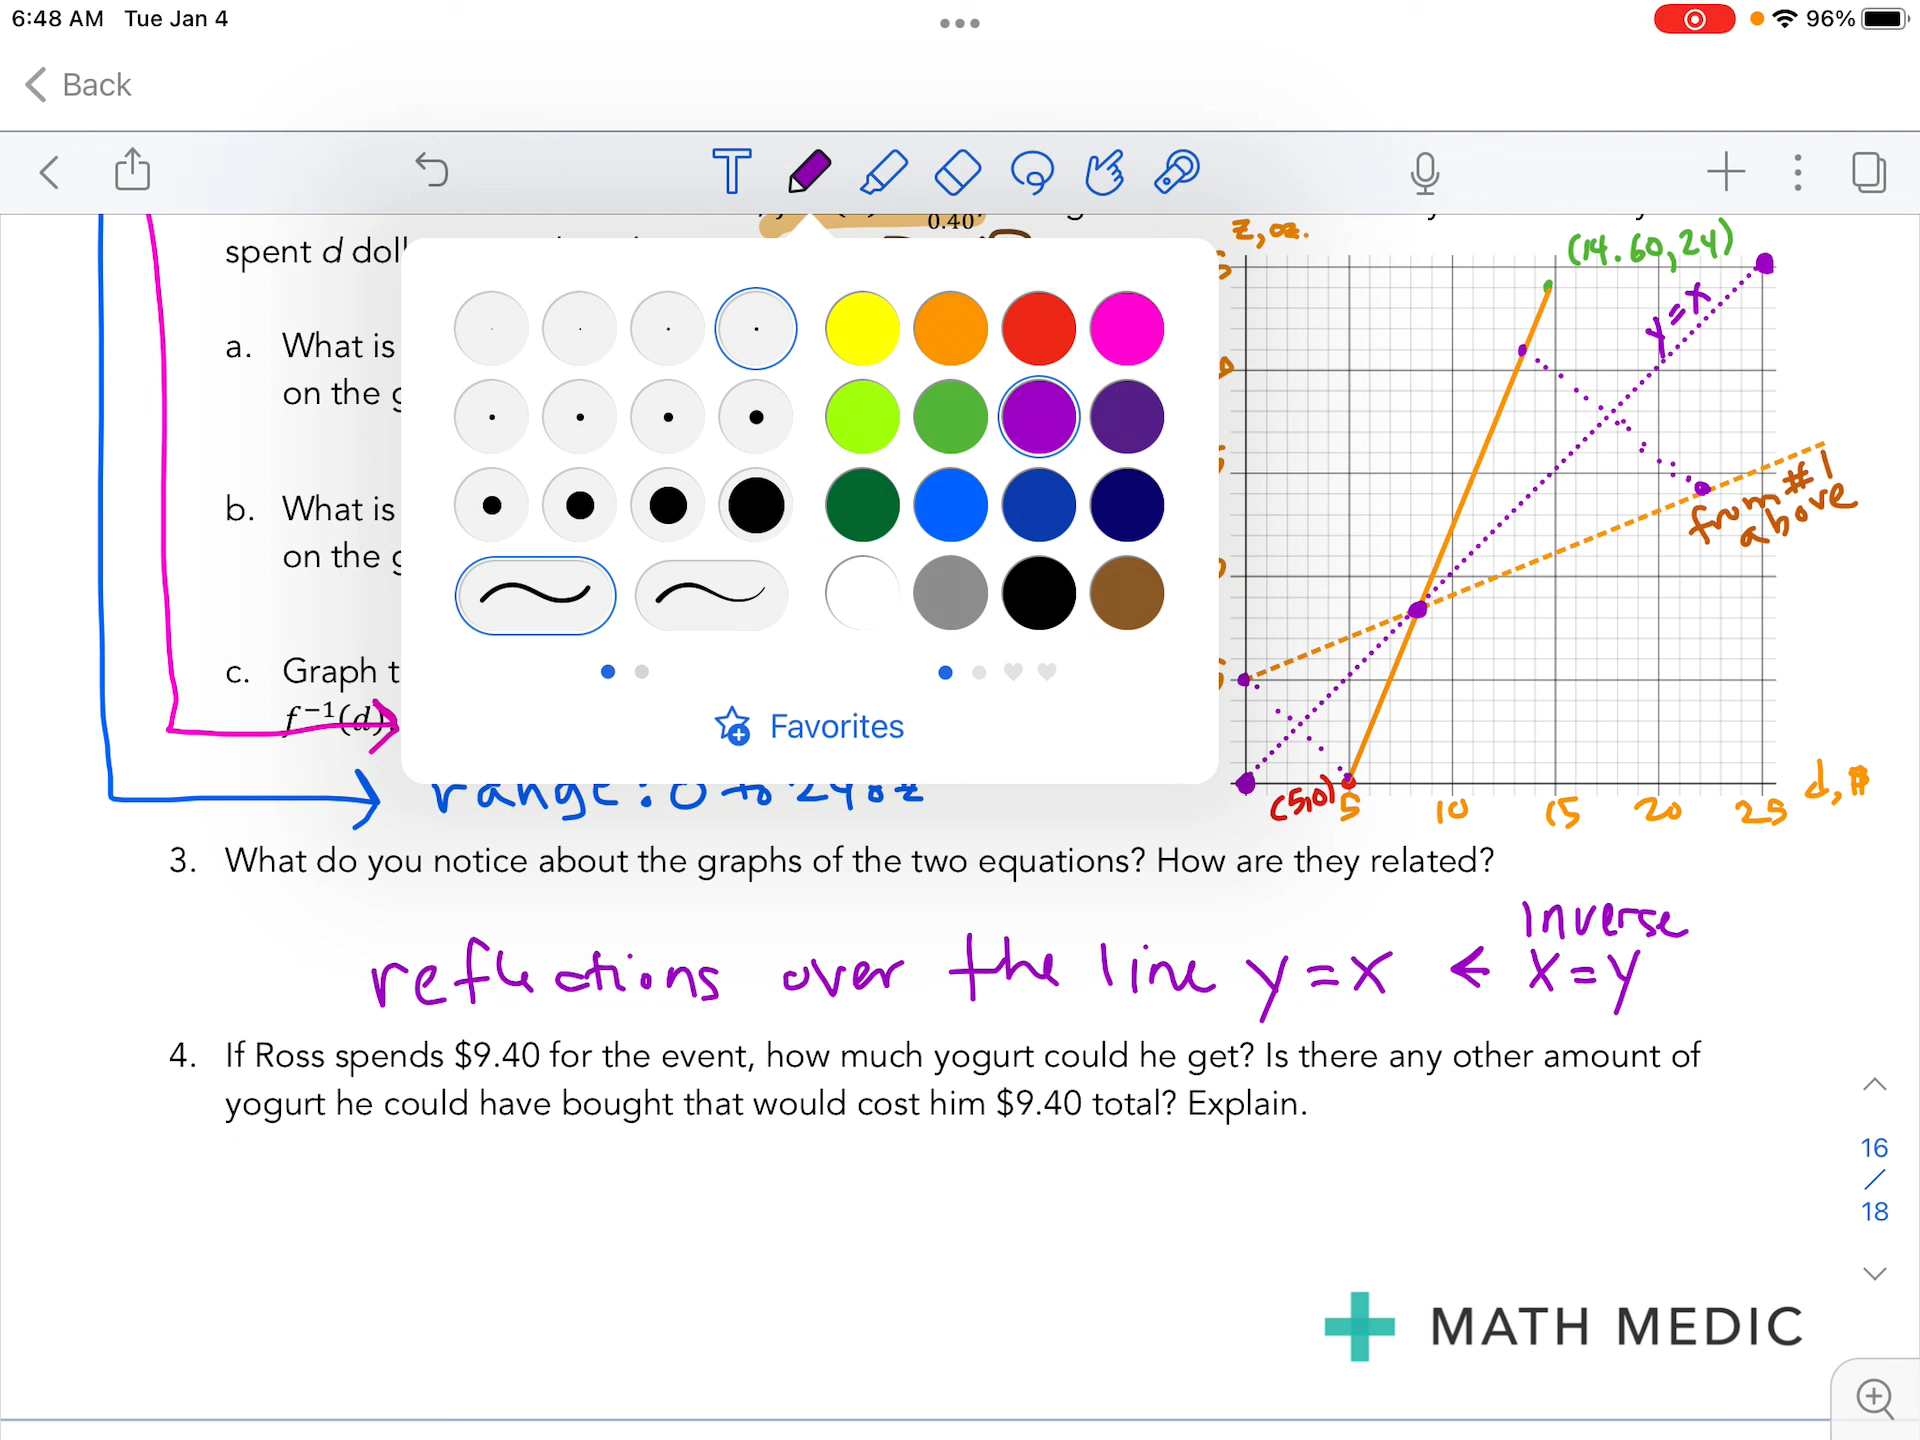 6:48 AM Tue Jan 4
96%
Back
0.40
spent d doll
z, oz.
(14.60,24)
y=x
a. What is
on the g
b. What is
on the g
from #1
above
c. Graph t
f⁻¹(d)
Favorites
(5,0)
5 10 15 20 25
d, #
range: 0 to 24oz
3. What do you notice about the graphs of the two equations? How are they related?
inverse
reflections over the line y=x ← x=y
4. If Ross spends $9.40 for the event, how much yogurt could he get? Is there any other amount of
yogurt he could have bought that would cost him $9.40 total? Explain.
16
/
18
MATH MEDIC